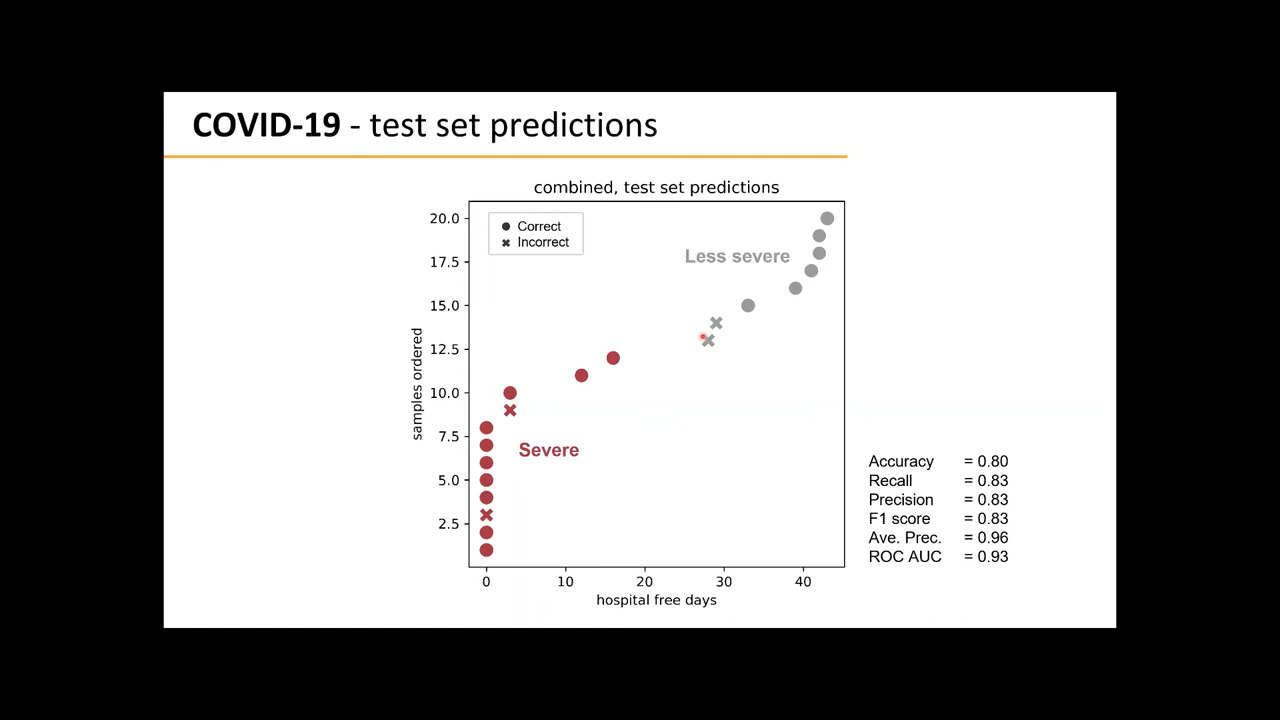 COVID-19 - test set predictions
combined, test set predictions
Correct
Incorrect
Less severe
Severe
20.0
17.5
15.0
12.5
10.0
7.5
5.0
2.5
samples ordered
0 10 20 30 40
hospital free days
Accuracy = 0.80
Recall = 0.83
Precision = 0.83
F1 score = 0.83
Ave. Prec. = 0.96
ROC AUC = 0.93